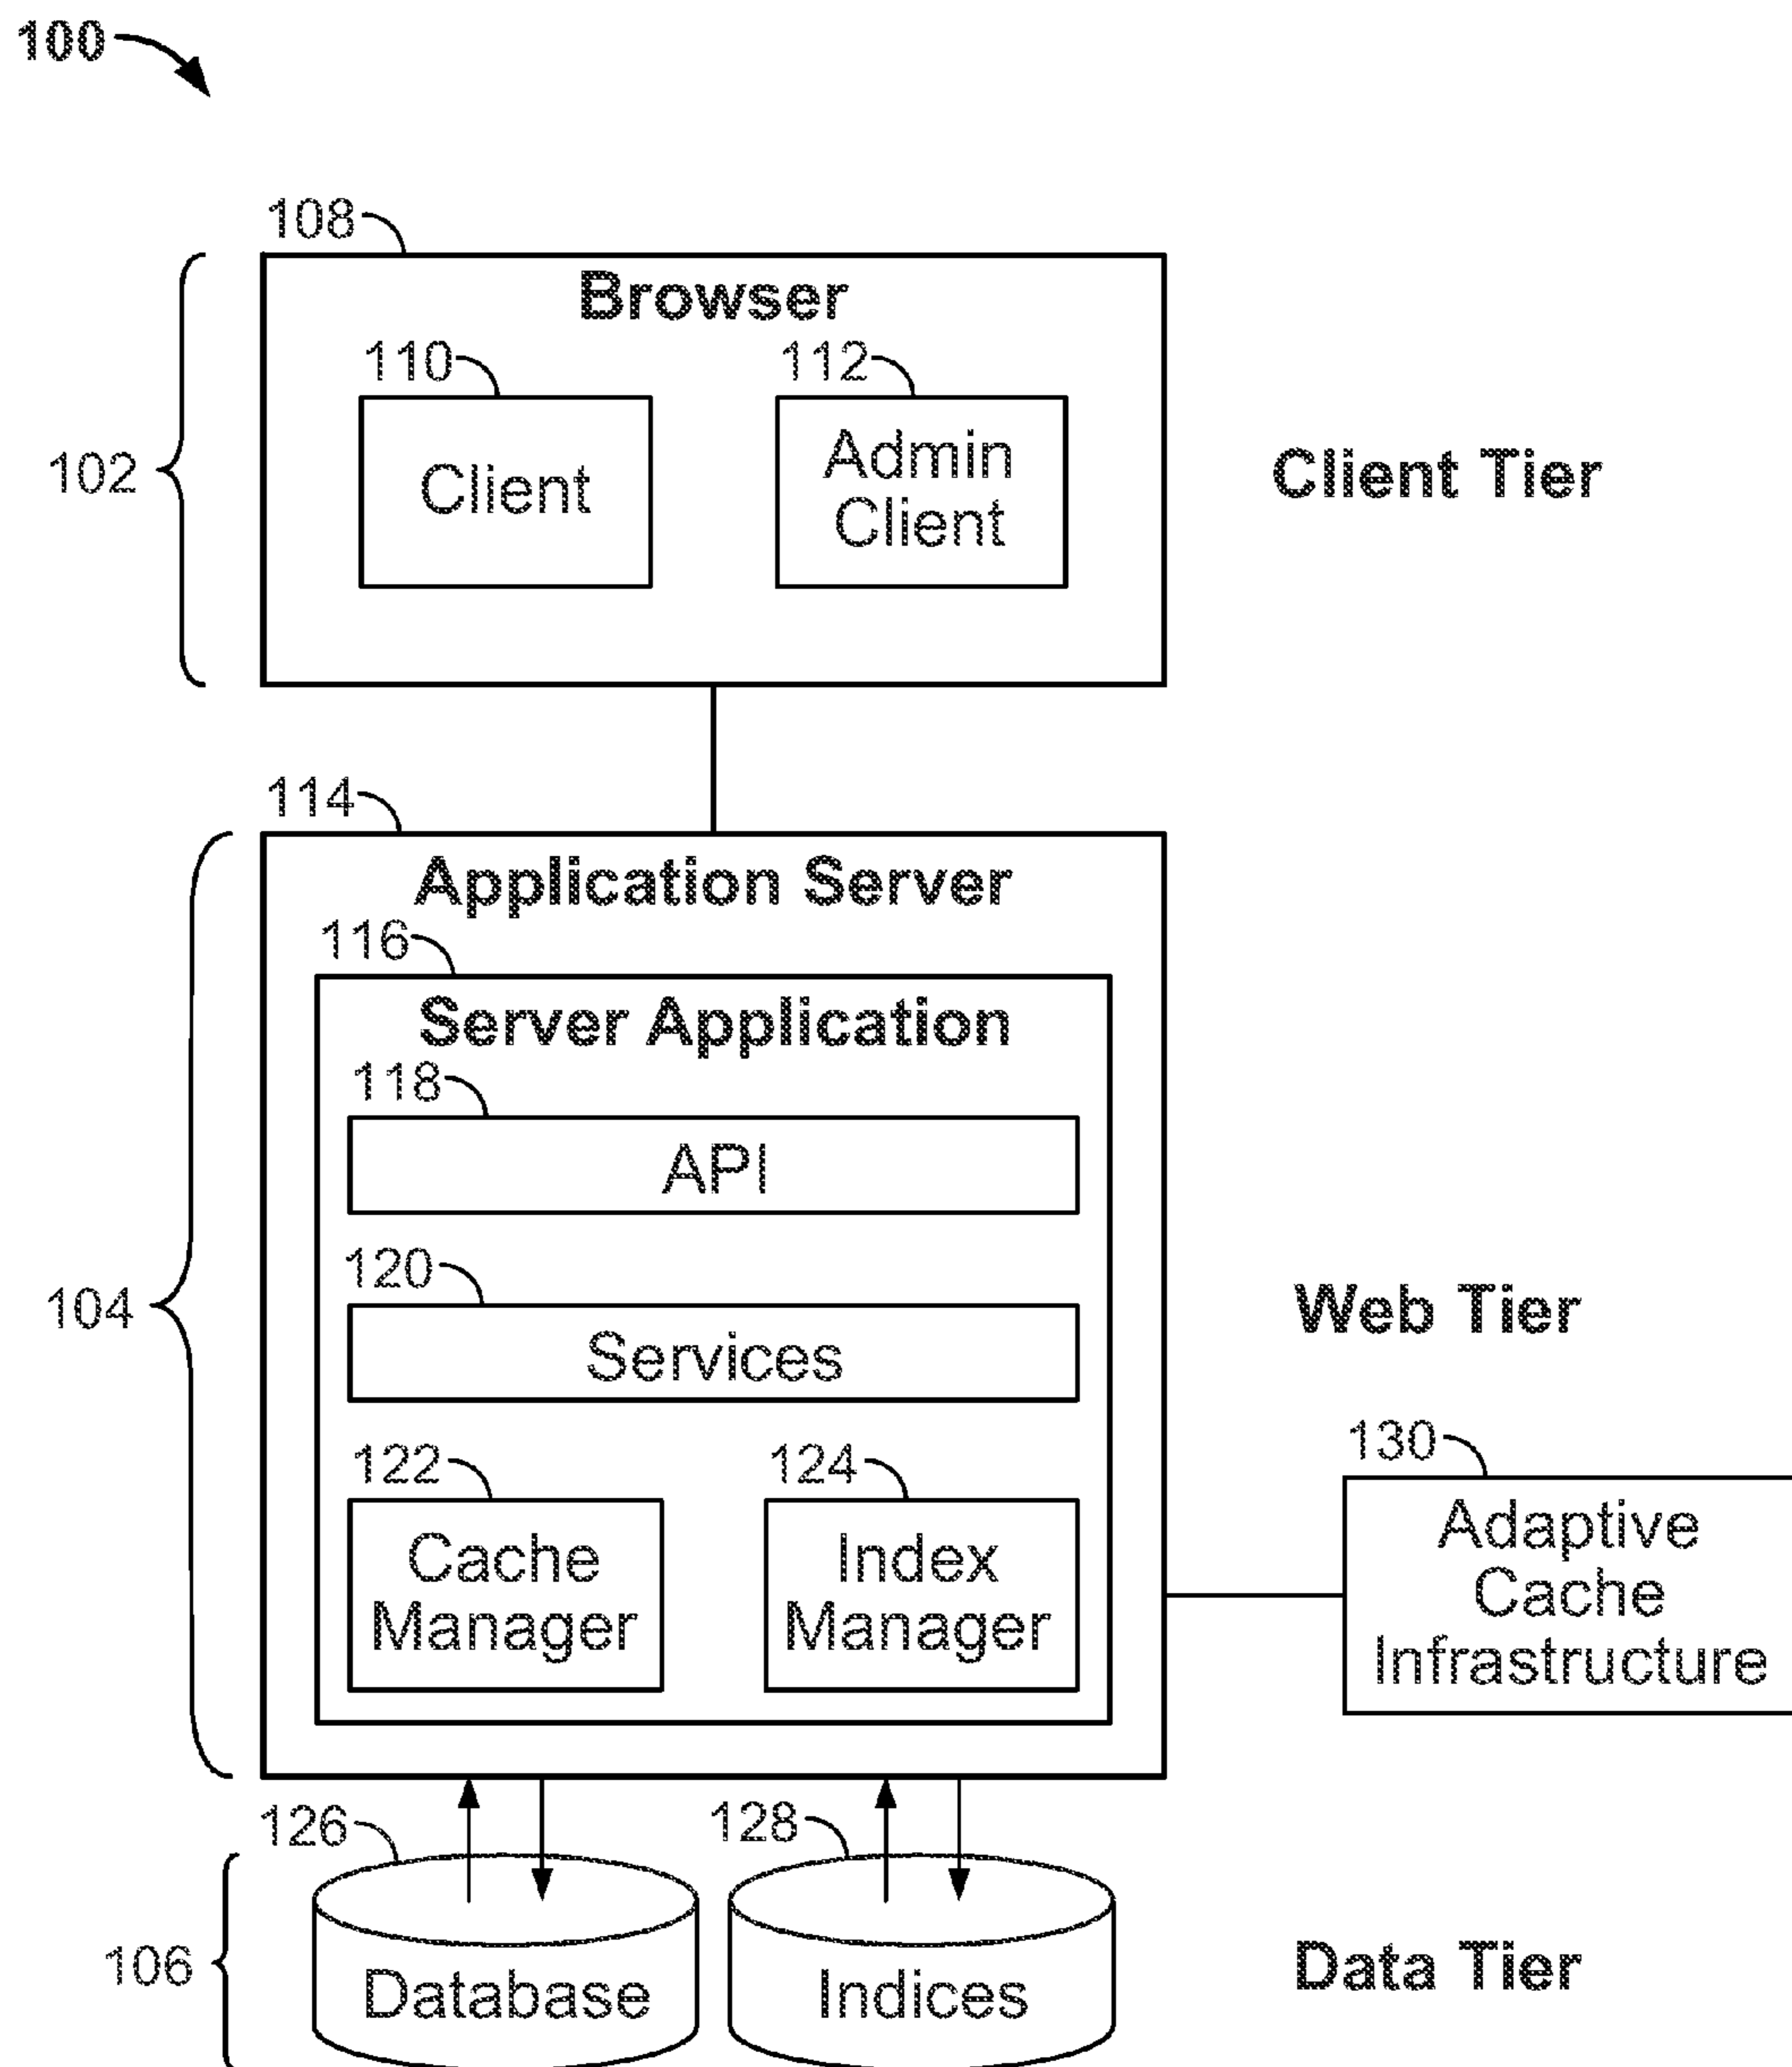 100
108
Browser
110
112
Client
Admin
Client
102
Client Tier
114
Application Server
116
Server Application
118
API
120
Services
104
Web Tier
122
124
130
Cache
Manager
Index
Manager
Adaptive
Cache
Infrastructure
126
128
106
Database
Indices
Data Tier